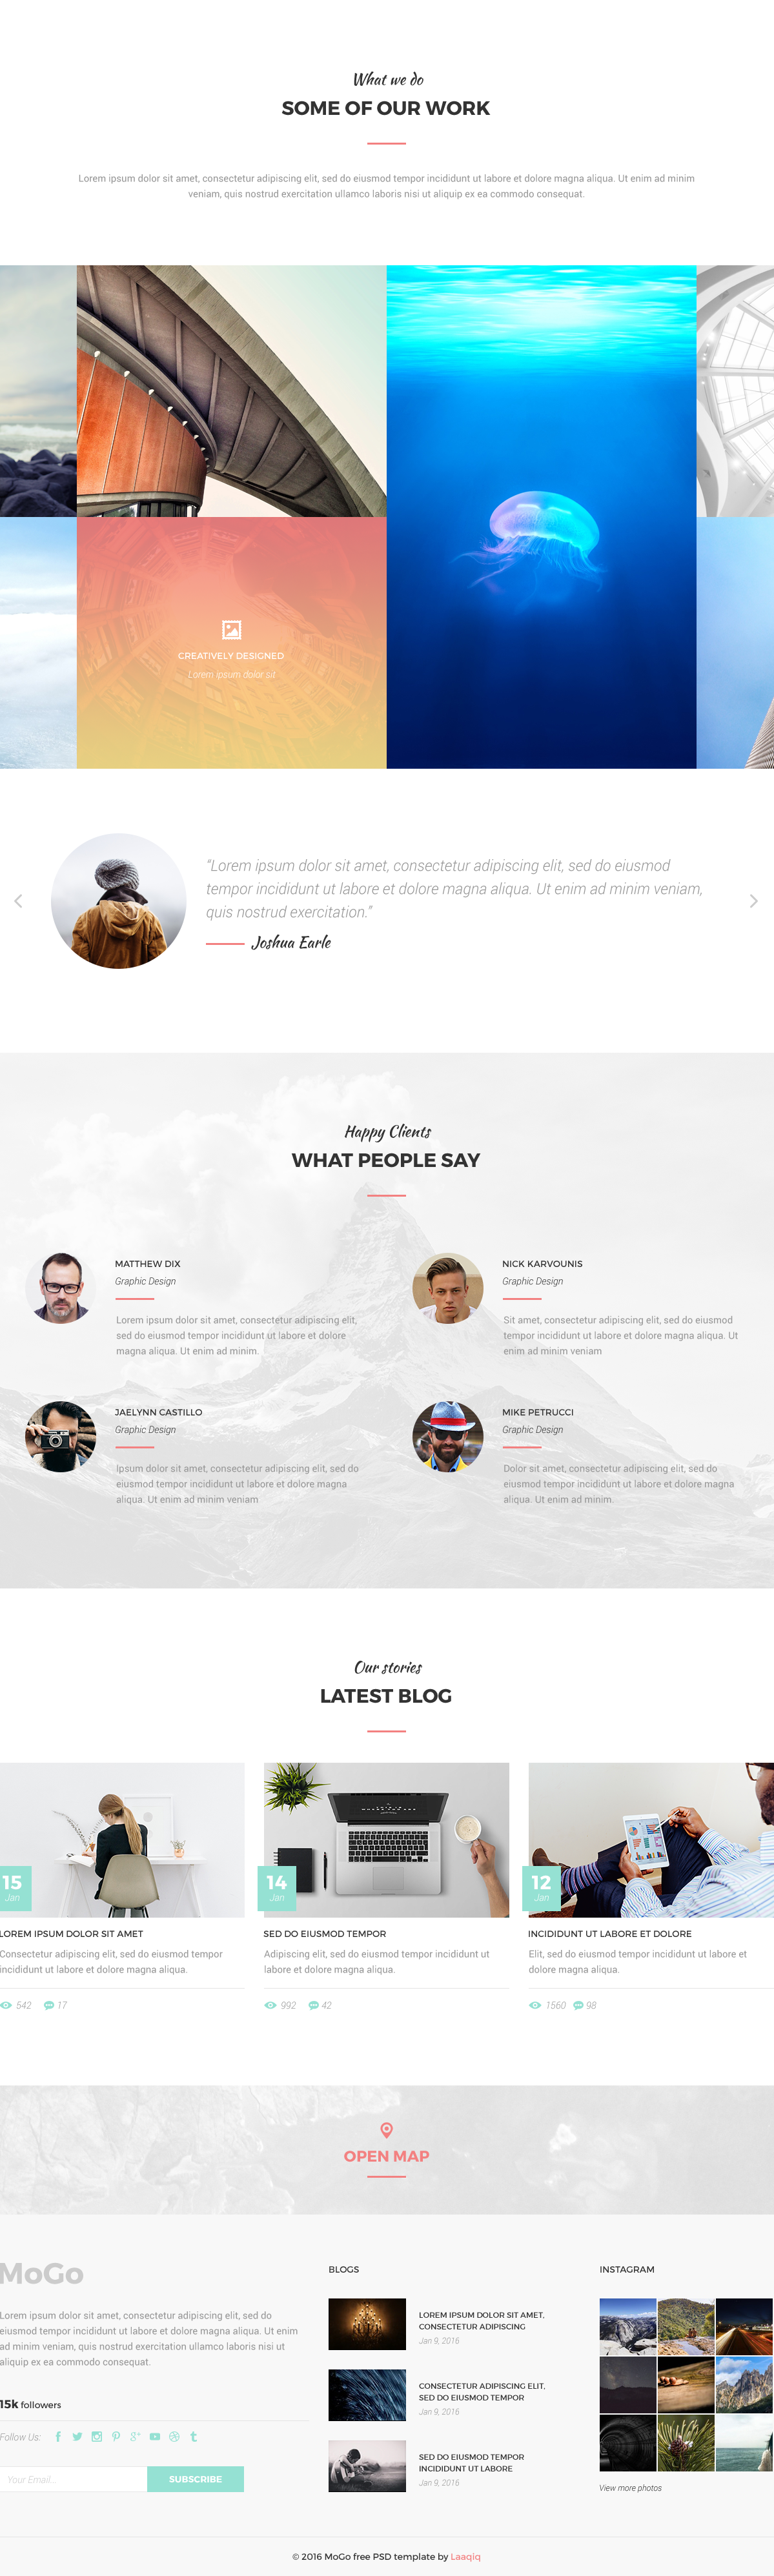 What we do
SOME OF OUR WORK
Lorem ipsum dolor sit amet, consectetur adipiscing elit, sed do eiusmod tempor incididunt ut labore et dolore magna aliqua. Ut enim ad minim
veniam, quis nostrud exercitation ullamco laboris nisi ut aliquip ex ea commodo consequat.
CREATIVELY DESIGNED
Lorem ipsum dolor sit
“Lorem ipsum dolor sit amet, consectetur adipiscing elit, sed do eiusmod
tempor incididunt ut labore et dolore magna aliqua. Ut enim ad minim veniam,
quis nostrud exercitation.”
Joshua Earle
Happy Clients
WHAT PEOPLE SAY
MATTHEW DIX
Graphic Design
Lorem ipsum dolor sit amet, consectetur adipiscing elit,
sed do eiusmod tempor incididunt ut labore et dolore
magna aliqua. Ut enim ad minim.
NICK KARVOUNIS
Graphic Design
Sit amet, consectetur adipiscing elit, sed do eiusmod
tempor incididunt ut labore et dolore magna aliqua. Ut
enim ad minim veniam
JAELYNN CASTILLO
Graphic Design
Ipsum dolor sit amet, consectetur adipiscing elit, sed do
eiusmod tempor incididunt ut labore et dolore magna
aliqua. Ut enim ad minim veniam.
MIKE PETRUCCI
Graphic Design
Dolor sit amet, consectetur adipiscing elit, sed do
eiusmod tempor incididunt ut labore et dolore magna
aliqua. Ut enim ad minim.
Our stories
LATEST BLOG
15
Jan
LOREM IPSUM DOLOR SIT AMET
Consectetur adipiscing elit, sed do eiusmod tempor
incididunt ut labore et dolore magna aliqua.
542 17
14
Jan
SED DO EIUSMOD TEMPOR
Adipiscing elit, sed do eiusmod tempor incididunt ut
labore et dolore magna aliqua.
992 42
12
Jan
INCIDIDUNT UT LABORE ET DOLORE
Elit, sed do eiusmod tempor incididunt ut labore et
dolore magna aliqua.
1560 98
OPEN MAP
MoGo
Lorem ipsum dolor sit amet, consectetur adipiscing elit, sed do
eiusmod tempor incididunt ut labore et dolore magna aliqua. Ut enim
ad minim veniam, quis nostrud exercitation ullamco laboris nisi ut
aliquip ex ea commodo consequat.
15k followers
Follow Us:
Your Email...
SUBSCRIBE
BLOGS
LOREM IPSUM DOLOR SIT AMET,
CONSECTETUR ADIPISCING
Jan 9, 2016
CONSECTETUR ADIPISCING ELIT,
SED DO EIUSMOD TEMPOR
Jan 9, 2016
SED DO EIUSMOD TEMPOR
INCIDIDUNT UT LABORE
Jan 9, 2016
INSTAGRAM
View more photos
© 2016 MoGo free PSD template by Laaqiq